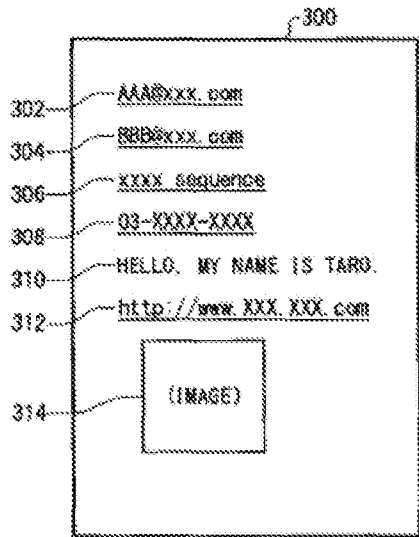 300
302 AAA@xxx.com
304 BBB@xxx.com
306 xxxx sequence
308 03-XXXX-XXXX
310 HELLO. MY NAME IS TARO.
312 http://www.XXX.XXX.com
314 (IMAGE)